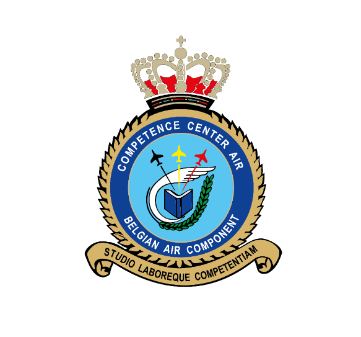 COMPETENCE CENTER AIR
BELGIAN AIR COMPONENT
STUDIO LABOREQUE COMPETENTIAM